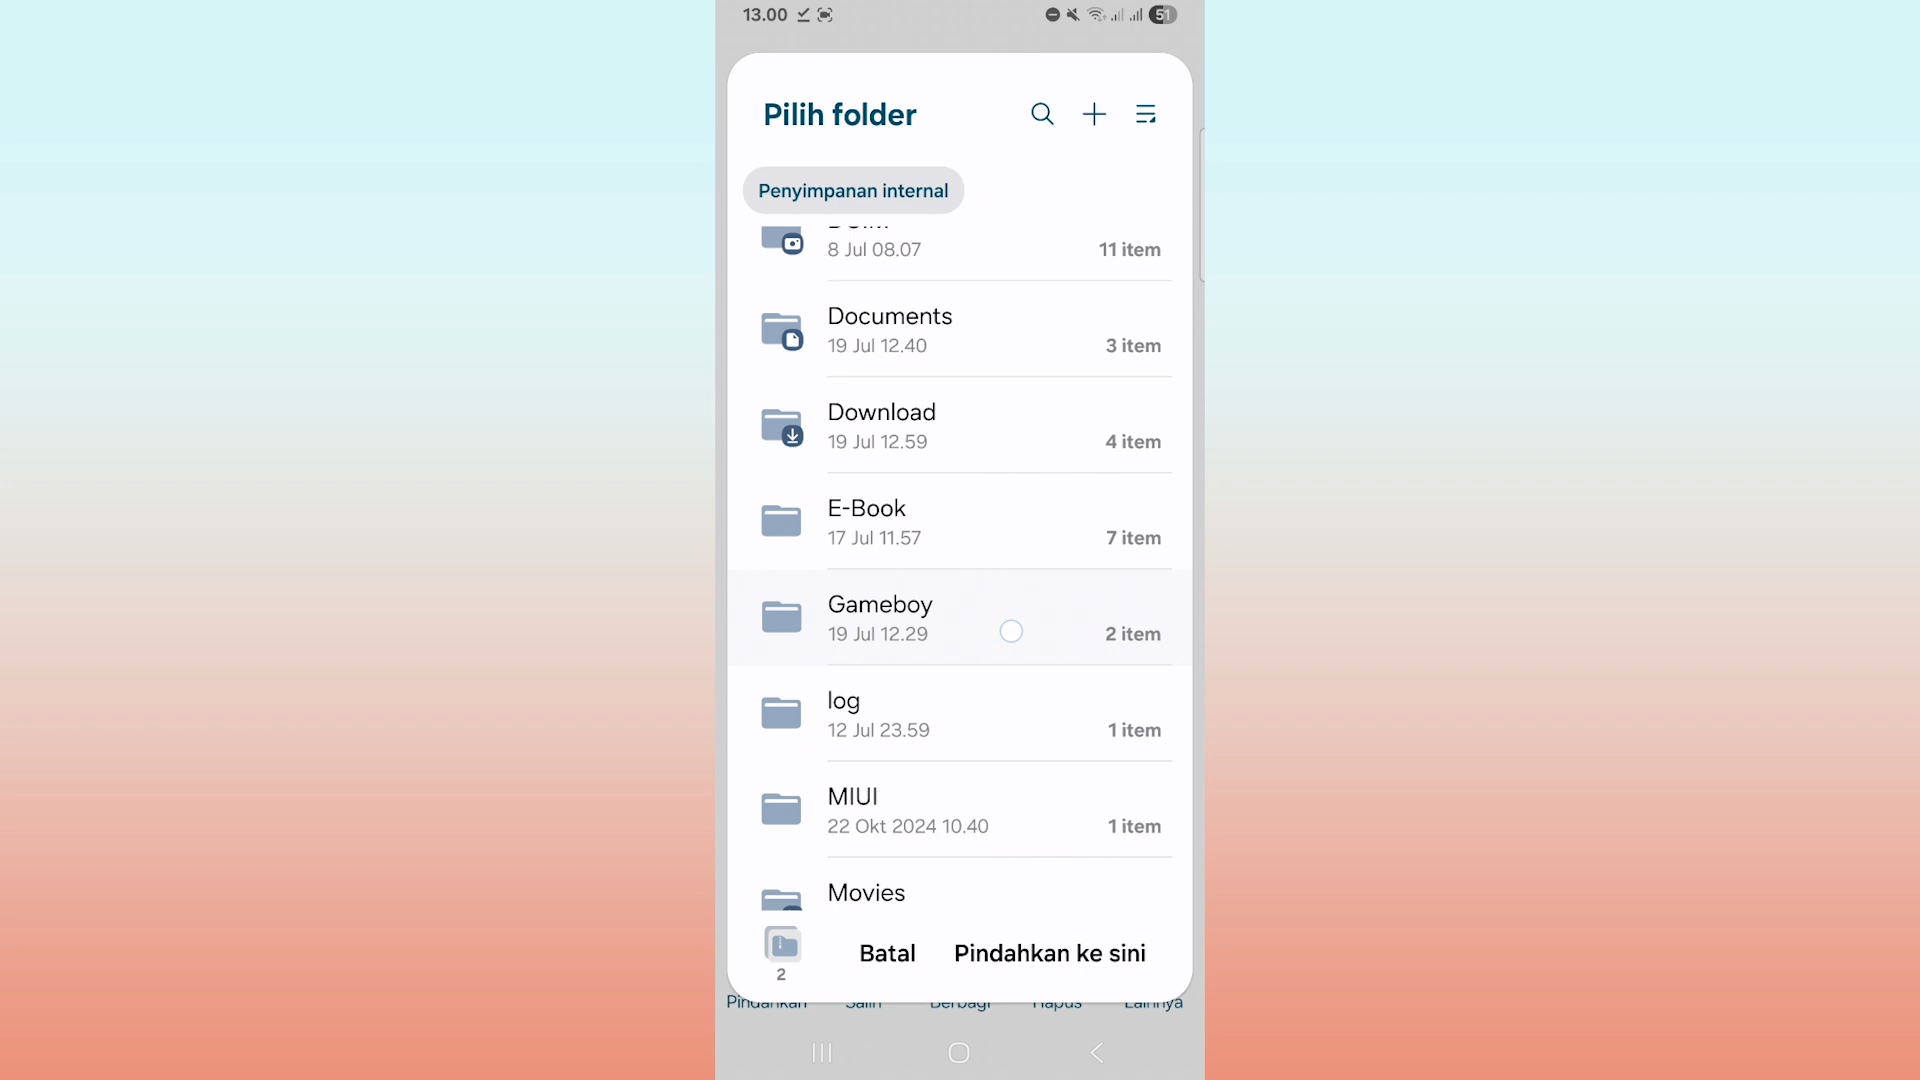 13.00
51
Pilih folder
Penyimpanan internal
8 Jul 08.07
11 item
Documents
19 Jul 12.40
3 item
Download
19 Jul 12.59
4 item
E-Book
17 Jul 11.57
7 item
Gameboy
19 Jul 12.29
2 item
log
12 Jul 23.59
1 item
MIUI
22 Okt 2024 10.40
1 item
Movies
2
Batal
Pindahkan ke sini
Pindahkan
Salin
Berbagi
Hapus
Lainnya